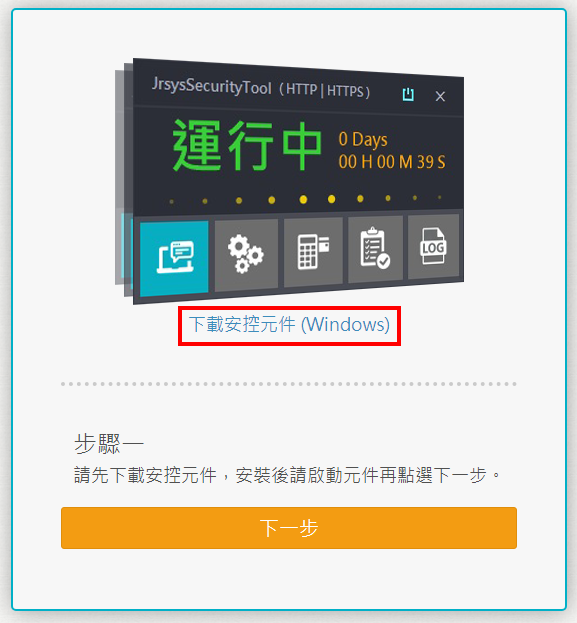 JrsysSecurityTool ( HTTP | HTTPS )
運行中
0 Days
00 H 00 M 39 S
LOG
下載安控元件 (Windows)
步驟一
請先下載安控元件，安裝後請啟動元件再點選下一步。
下一步